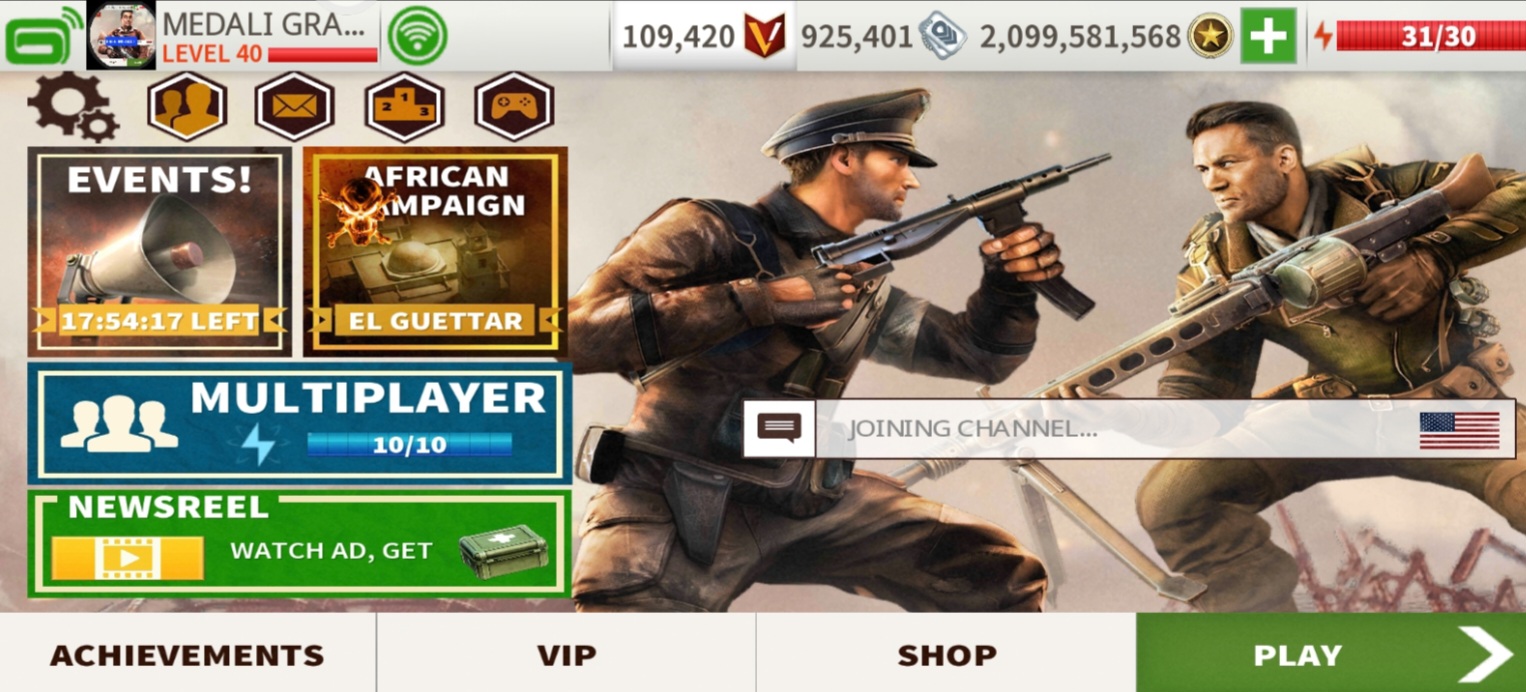 MEDALI GRA...
LEVEL 40
109,420
925,401
2,099,581,568
31/30
2 1 3
EVENTS!
17:54:17 LEFT
AFRICAN
AMPAIGN
EL GUETTAR
MULTIPLAYER
10/10
JOINING CHANNEL...
NEWSREEL
WATCH AD, GET
ACHIEVEMENTS
VIP
SHOP
PLAY